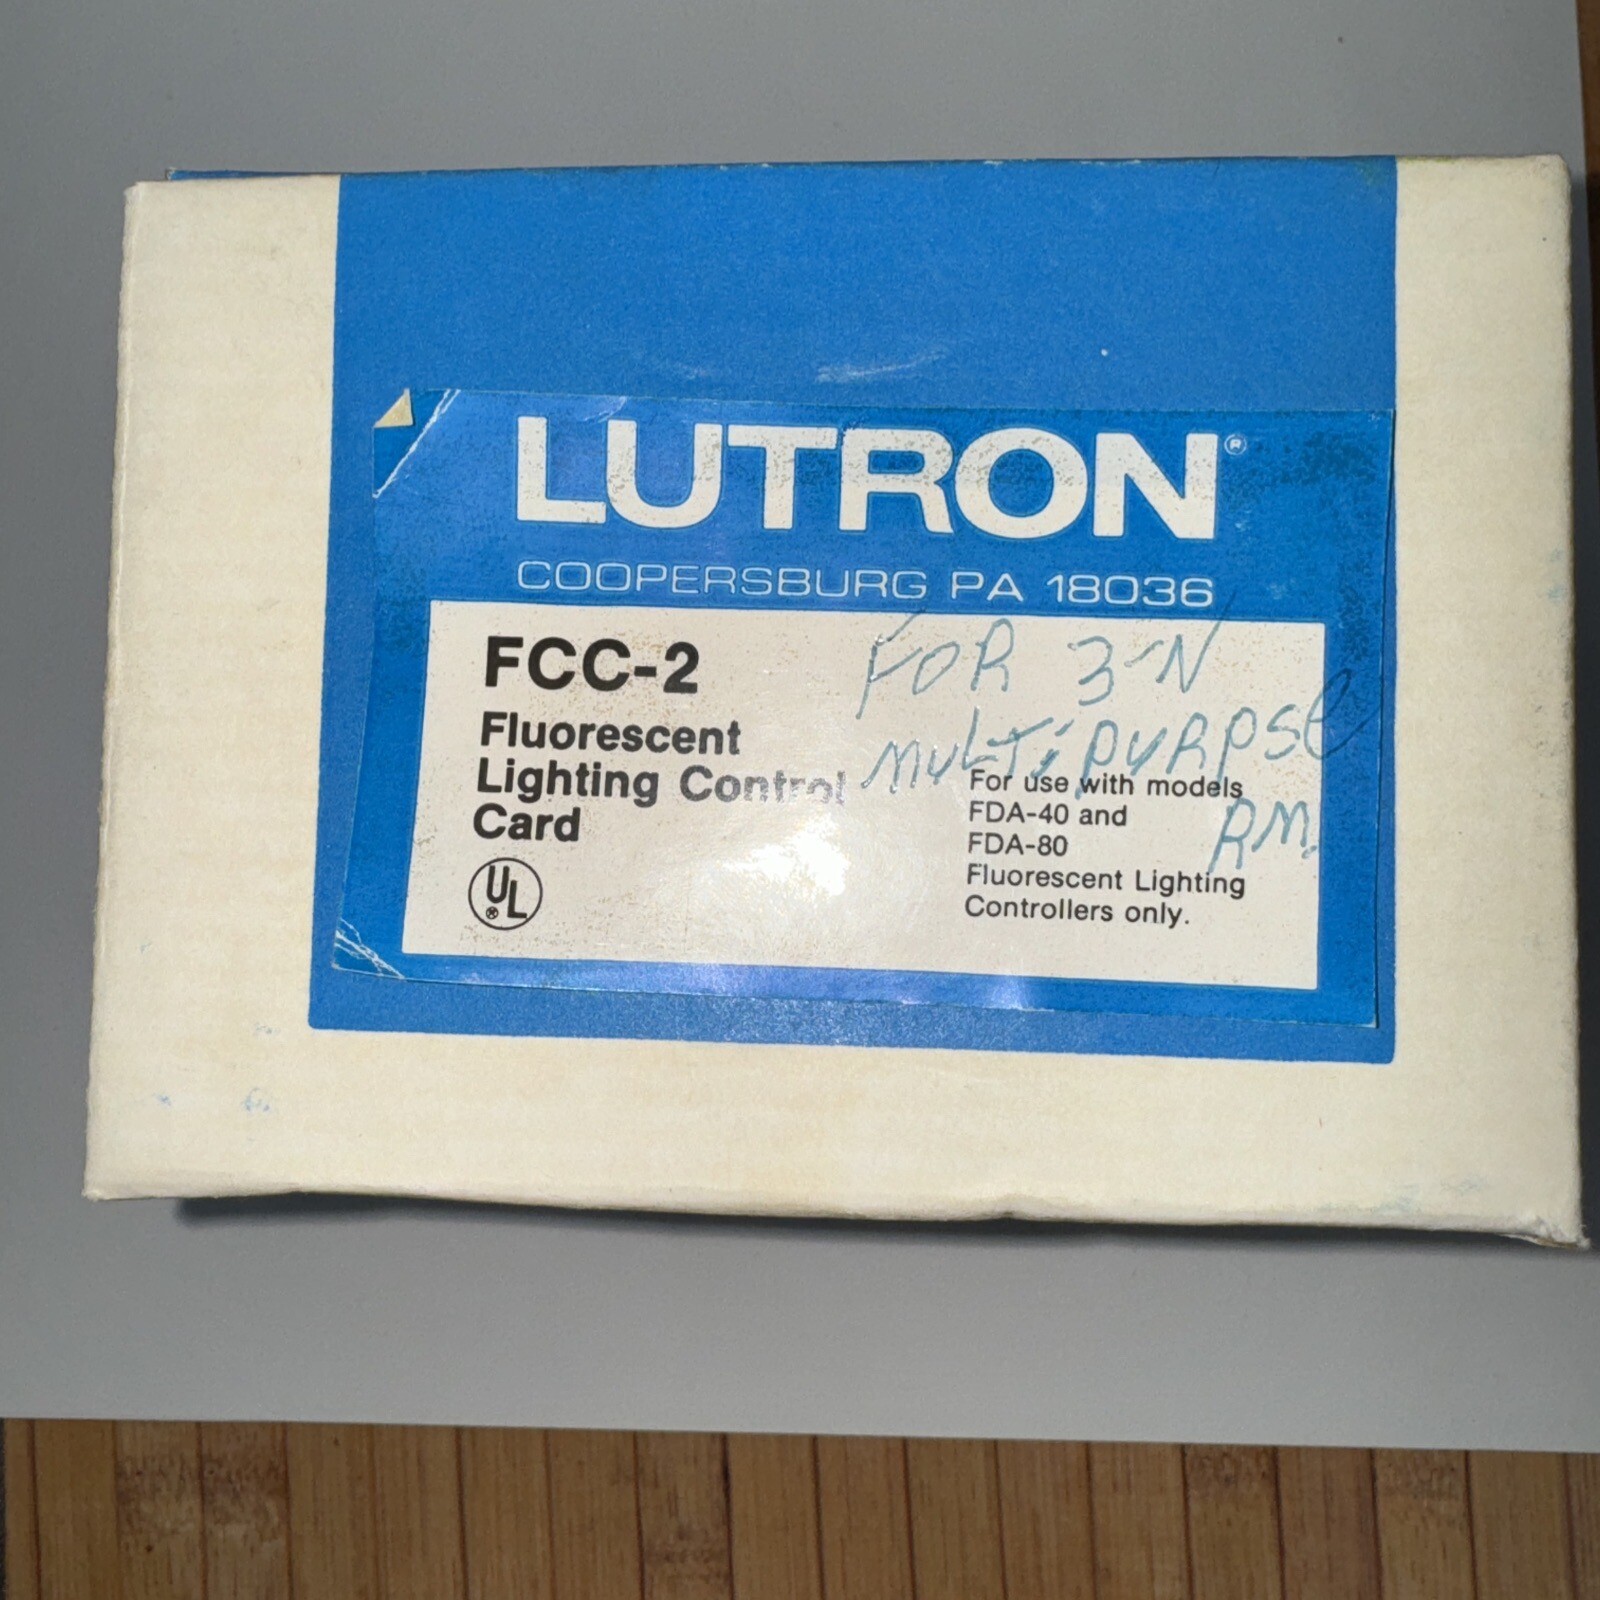 LUTRON®
COOPERSBURG PA 18036
FCC-2
Fluorescent
Lighting Control
Card
UL®
FOR 3-N
MULTiPURPSe
RM.
For use with models
FDA-40 and
FDA-80
Fluorescent Lighting
Controllers only.